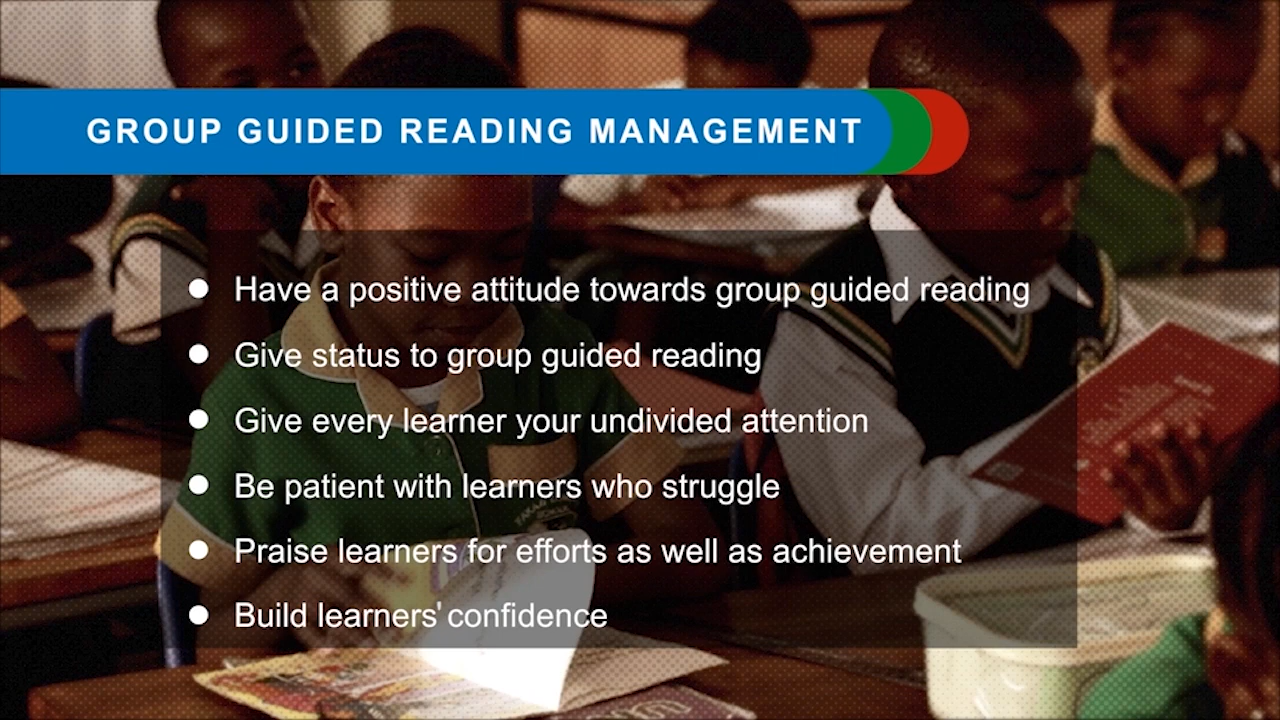 GROUP GUIDED READING MANAGEMENT
● Have a positive attitude towards group guided reading
● Give status to group guided reading
● Give every learner your undivided attention
● Be patient with learners who struggle
● Praise learners for efforts as well as achievement
● Build learners' confidence